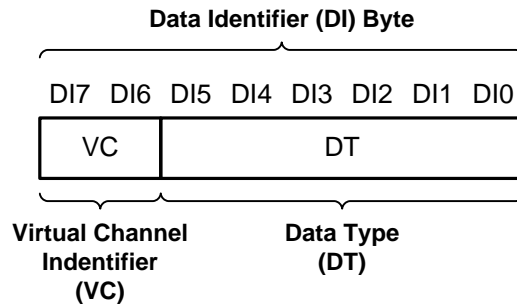 Data Identifier (DI) Byte
DI7 DI6 DI5 DI4 DI3 DI2 DI1 DI0
VC DT
Virtual Channel
Indentifier
(VC)
Data Type
(DT)